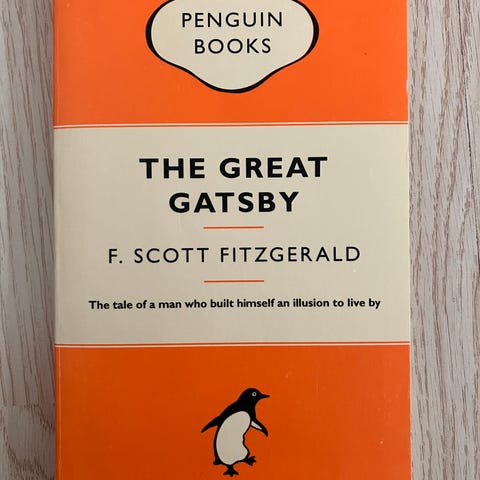 PENGUIN
BOOKS
THE GREAT
GATSBY
F. SCOTT FITZGERALD
The tale of a man who built himself an illusion to live by